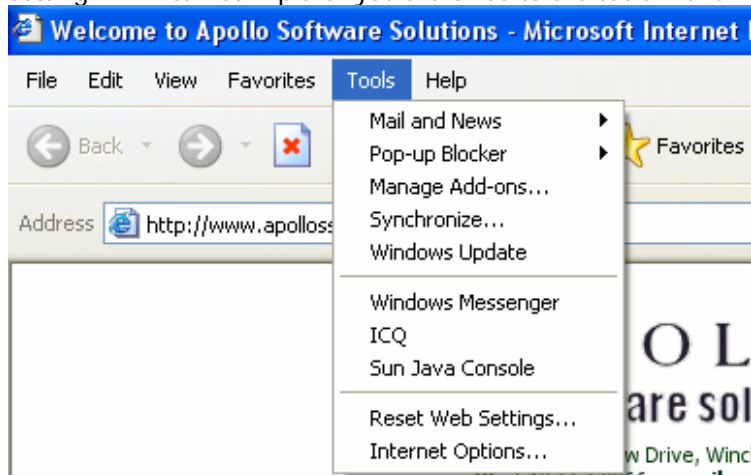 Welcome to Apollo Software Solutions - Microsoft Internet
File Edit View Favorites Tools Help
Back Favorites
Address http://www.apolloss
Mail and News
Pop-up Blocker
Manage Add-ons...
Synchronize...
Windows Update
Windows Messenger
ICQ
Sun Java Console
Reset Web Settings...
Internet Options...
O L
are sol
w Drive, Winc